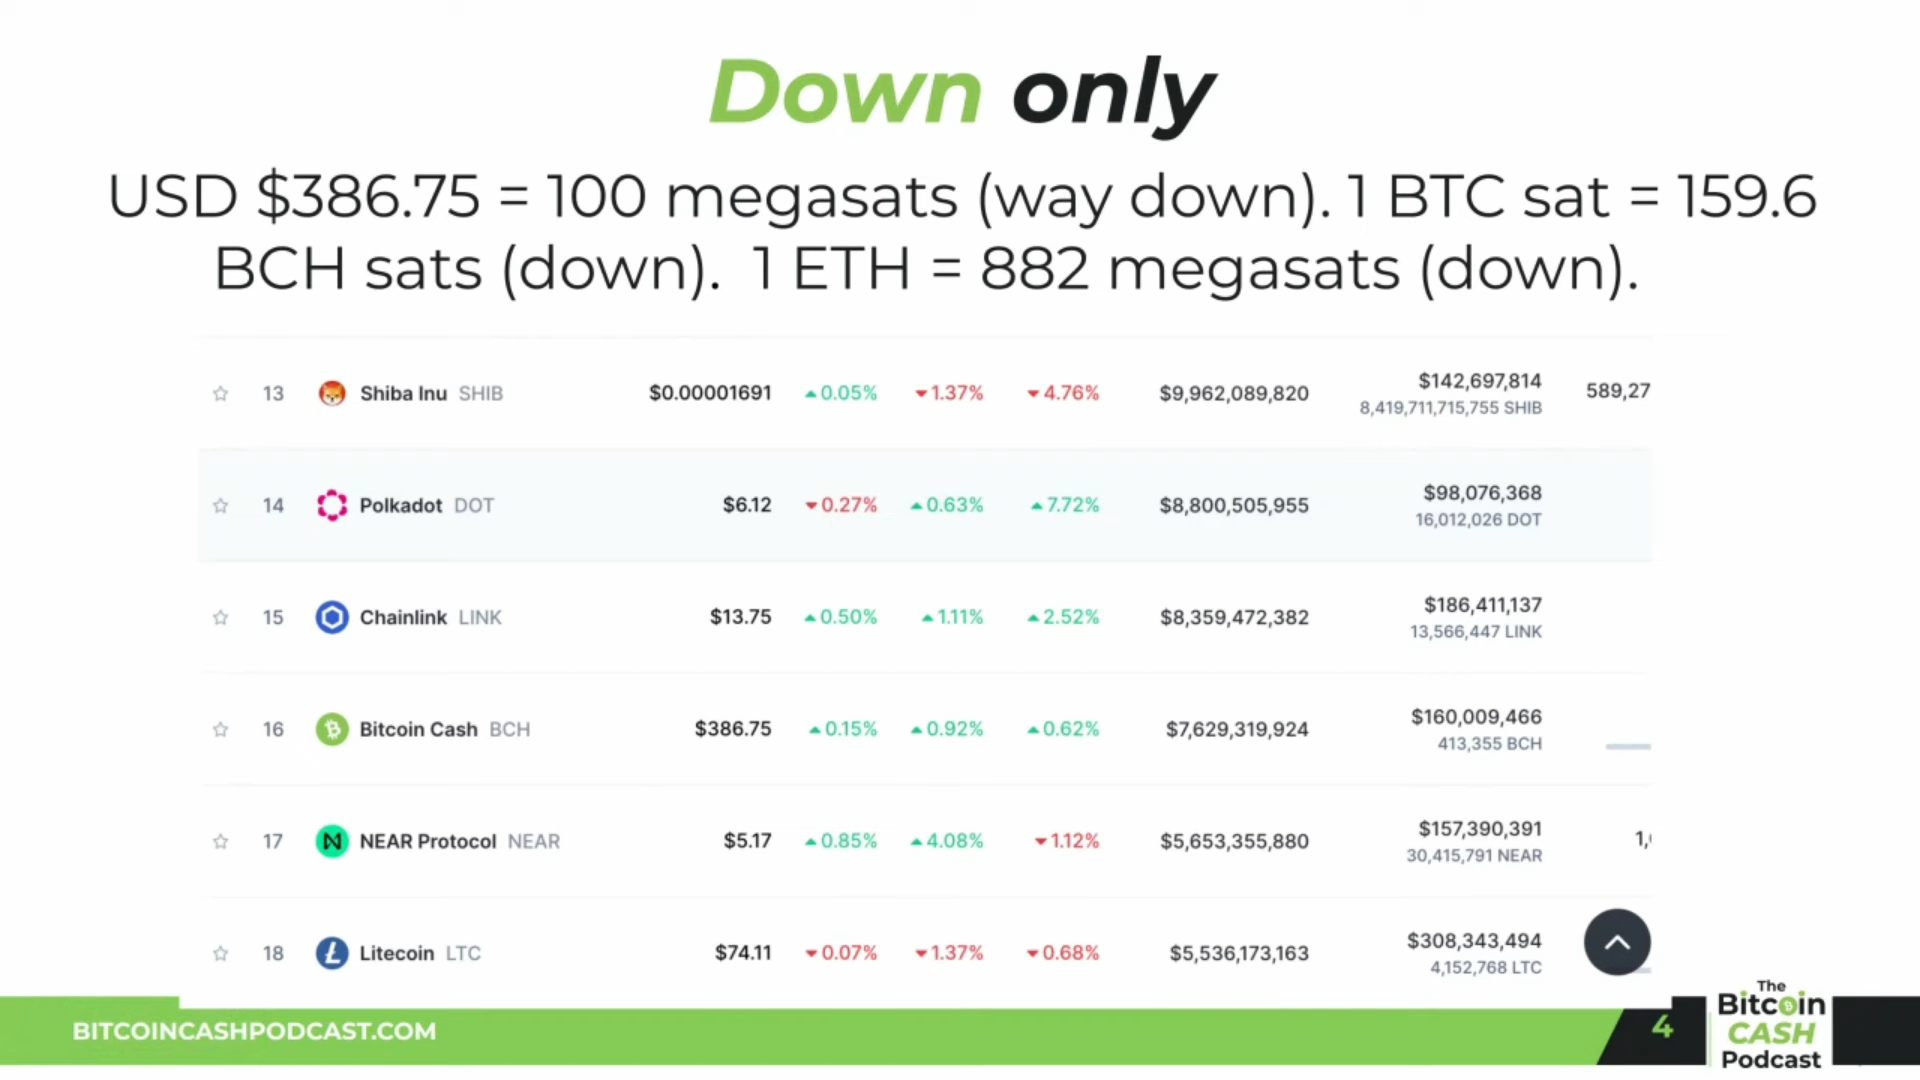 Down only
USD $386.75 = 100 megasats (way down). 1 BTC sat = 159.6
BCH sats (down). 1 ETH = 882 megasats (down).
13 Shiba Inu SHIB $0.00001691 0.05% 1.37% 4.76% $9,962,089,820 $142,697,814 589,27
8,419,711,715,755 SHIB
14 Polkadot DOT $6.12 0.27% 0.63% 7.72% $8,800,505,955 $98,076,368
16,012,026 DOT
15 Chainlink LINK $13.75 0.50% 1.11% 2.52% $8,359,472,382 $186,411,137
13,566,447 LINK
16 Bitcoin Cash BCH $386.75 0.15% 0.92% 0.62% $7,629,319,924 $160,009,466
413,355 BCH
17 NEAR Protocol NEAR $5.17 0.85% 4.08% 1.12% $5,653,355,880 $157,390,391 1,
30,415,791 NEAR
18 Litecoin LTC $74.11 0.07% 1.37% 0.68% $5,536,173,163 $308,343,494
4,152,768 LTC
BITCOINCASHPODCAST.COM
4
The
Bitcoin
CASH
Podcast